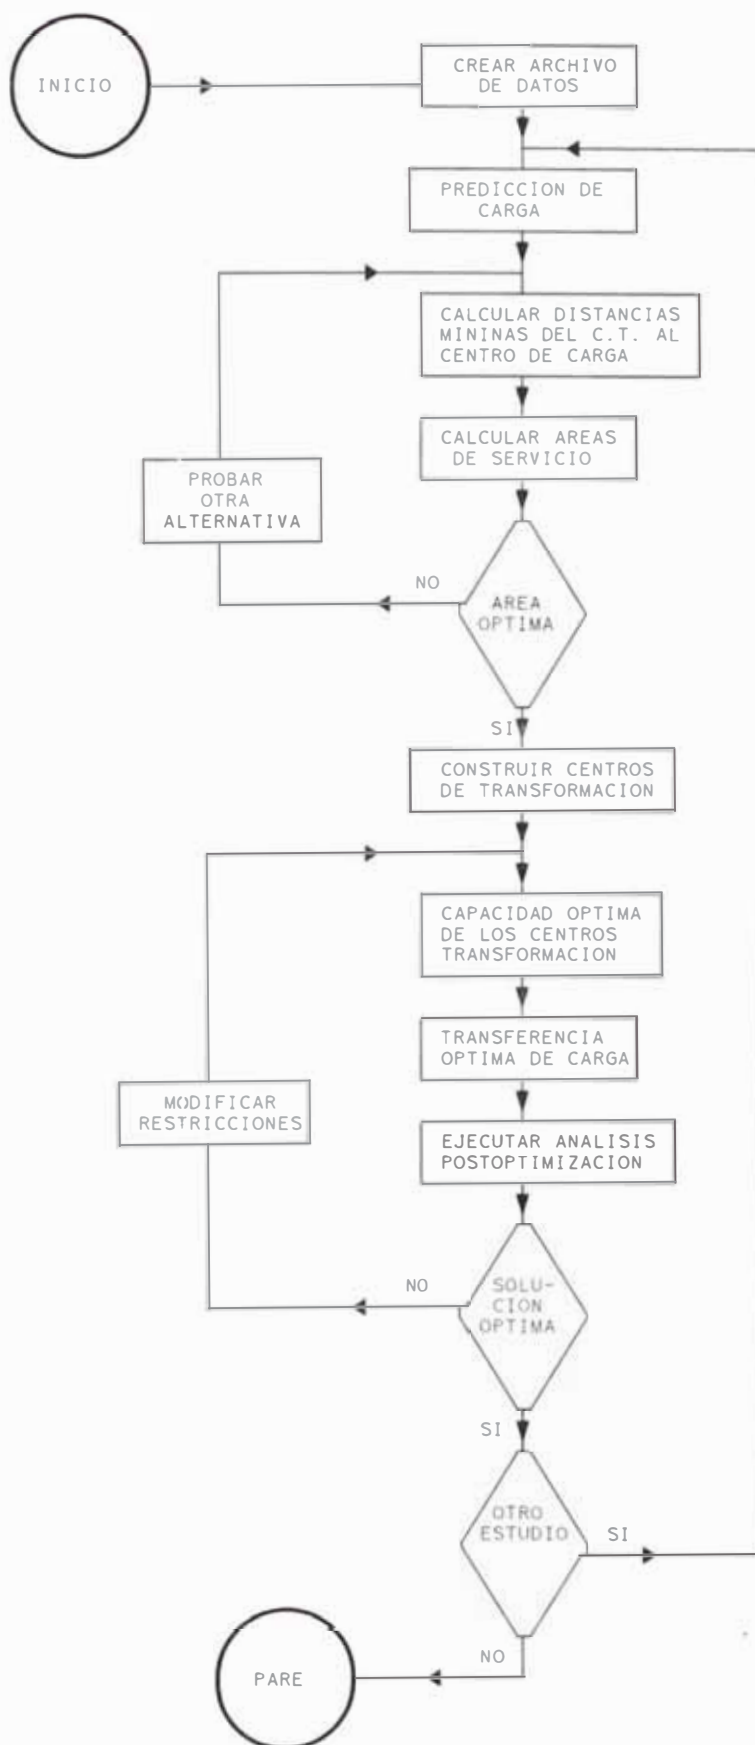 INICIO
CREAR ARCHIVO
DE DATOS
PREDICCION DE
CARGA
CALCULAR DISTANCIAS
MININAS DEL C.T. AL
CENTRO DE CARGA
CALCULAR AREAS
DE SERVICIO
PROBAR
OTRA
ALTERNATIVA
NO
AREA
OPTIMA
SI
CONSTRUIR CENTROS
DE TRANSFORMACION
CAPACIDAD OPTIMA
DE LOS CENTROS
TRANSFORMACION
TRANSFERENCIA
OPTIMA DE CARGA
MODIFICAR
RESTRICCIONES
EJECUTAR ANALISIS
POSTOPTIMIZACION
NO
SOLU-
CION
OPTIMA
SI
OTRO
ESTUDIO
SI
NO
PARE